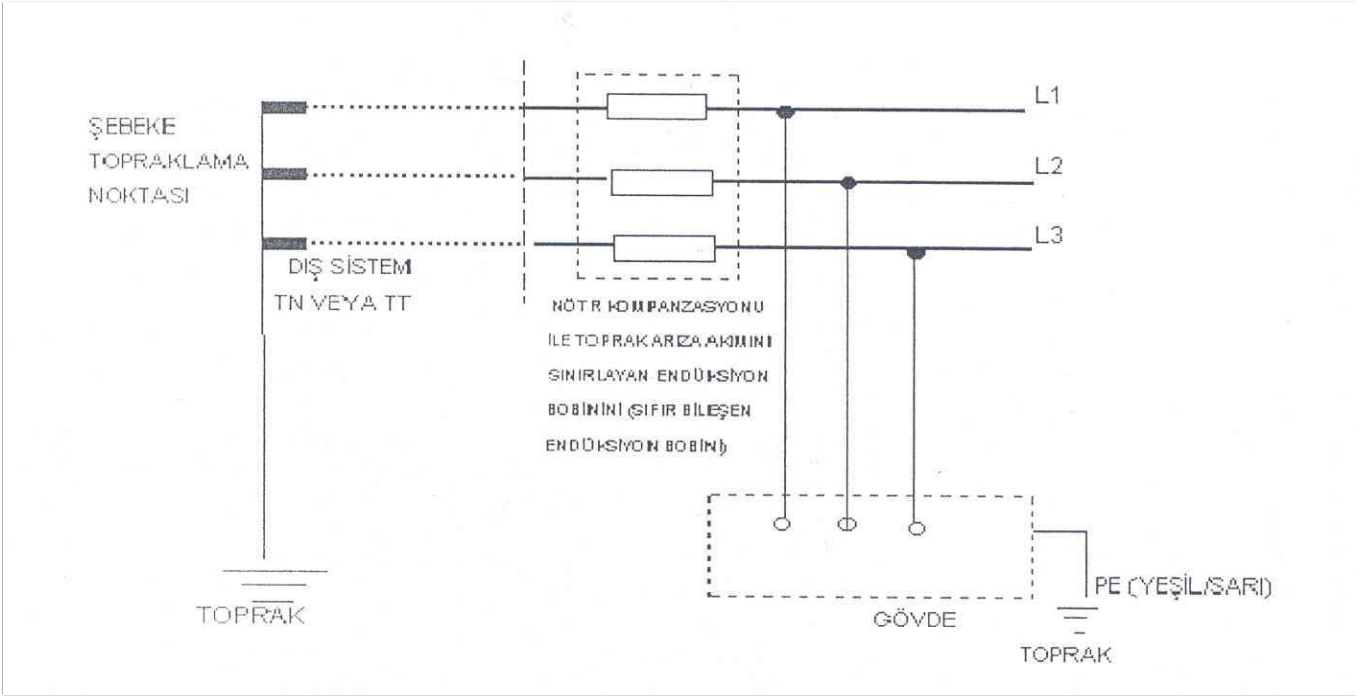 ŞEBEKE
TOPRAKLAMA
NOKTASI
L1
L2
L3
DIŞ SİSTEM
TN VEYA TT
NÖTR KOMPANZASYONU
İLE TOPRAK ARIZA AKIMINI
SINIRLAYAN ENDÜKSİYON
BOBİNİNİ (SIFIR BİLEŞEN
ENDÜKSİYON BOBİNİ)
TOPRAK
GÖVDE
PE (YEŞİL/SARI)
TOPRAK